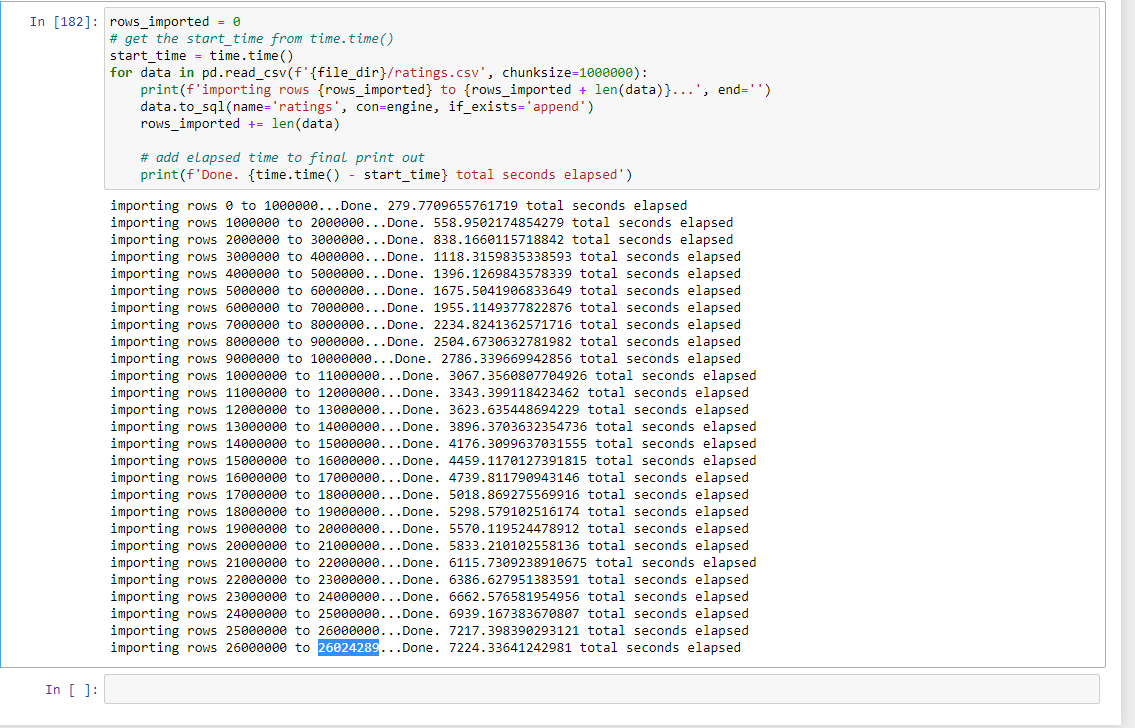 In [182]:
rows_imported = 0
# get the start_time from time.time()
start_time = time.time()
for data in pd.read_csv(f'{file_dir}/ratings.csv', chunksize=1000000):
    print(f'importing rows {rows_imported} to {rows_imported + len(data)}...', end='')
    data.to_sql(name='ratings', con=engine, if_exists='append')
    rows_imported += len(data)

    # add elapsed time to final print out
    print(f'Done. {time.time() - start_time} total seconds elapsed')
importing rows 0 to 1000000...Done. 279.7709655761719 total seconds elapsed
importing rows 1000000 to 2000000...Done. 558.9502174854279 total seconds elapsed
importing rows 2000000 to 3000000...Done. 838.1660115718842 total seconds elapsed
importing rows 3000000 to 4000000...Done. 1118.3159835338593 total seconds elapsed
importing rows 4000000 to 5000000...Done. 1396.1269843578339 total seconds elapsed
importing rows 5000000 to 6000000...Done. 1675.5041906833649 total seconds elapsed
importing rows 6000000 to 7000000...Done. 1955.1149377822876 total seconds elapsed
importing rows 7000000 to 8000000...Done. 2234.8241362571716 total seconds elapsed
importing rows 8000000 to 9000000...Done. 2504.6730632781982 total seconds elapsed
importing rows 9000000 to 10000000...Done. 2786.339669942856 total seconds elapsed
importing rows 10000000 to 11000000...Done. 3067.3560807704926 total seconds elapsed
importing rows 11000000 to 12000000...Done. 3343.399118423462 total seconds elapsed
importing rows 12000000 to 13000000...Done. 3623.635448694229 total seconds elapsed
importing rows 13000000 to 14000000...Done. 3896.3703632354736 total seconds elapsed
importing rows 14000000 to 15000000...Done. 4176.3099637031555 total seconds elapsed
importing rows 15000000 to 16000000...Done. 4459.1170127391815 total seconds elapsed
importing rows 16000000 to 17000000...Done. 4739.811790943146 total seconds elapsed
importing rows 17000000 to 18000000...Done. 5018.869275569916 total seconds elapsed
importing rows 18000000 to 19000000...Done. 5298.579102516174 total seconds elapsed
importing rows 19000000 to 20000000...Done. 5570.119524478912 total seconds elapsed
importing rows 20000000 to 21000000...Done. 5833.210102558136 total seconds elapsed
importing rows 21000000 to 22000000...Done. 6115.7309238910675 total seconds elapsed
importing rows 22000000 to 23000000...Done. 6386.627951383591 total seconds elapsed
importing rows 23000000 to 24000000...Done. 6662.576581954956 total seconds elapsed
importing rows 24000000 to 25000000...Done. 6939.167383670807 total seconds elapsed
importing rows 25000000 to 26000000...Done. 7217.398390293121 total seconds elapsed
importing rows 26000000 to 26024289...Done. 7224.33641242981 total seconds elapsed
In [ ]: